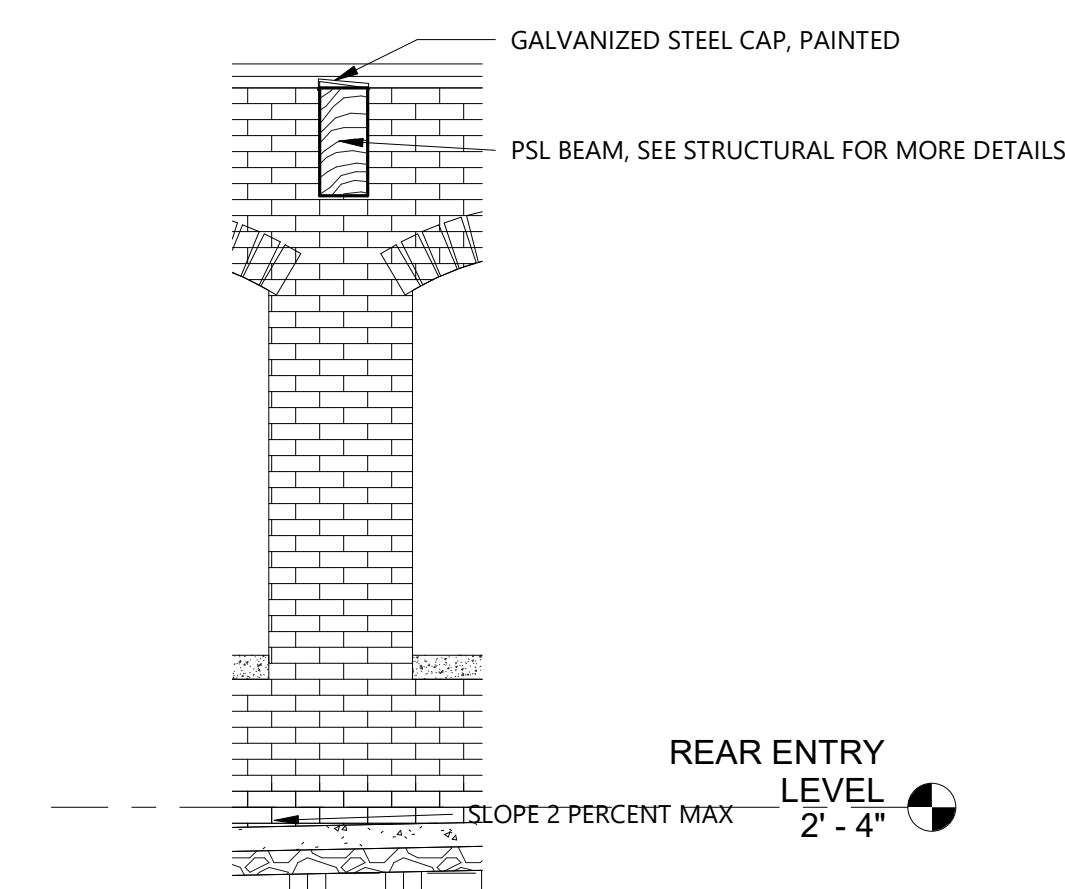 GALVANIZED STEEL CAP, PAINTED
PSL BEAM, SEE STRUCTURAL FOR MORE DETAILS
REAR ENTRY
LEVEL
2' - 4"
SLOPE 2 PERCENT MAX